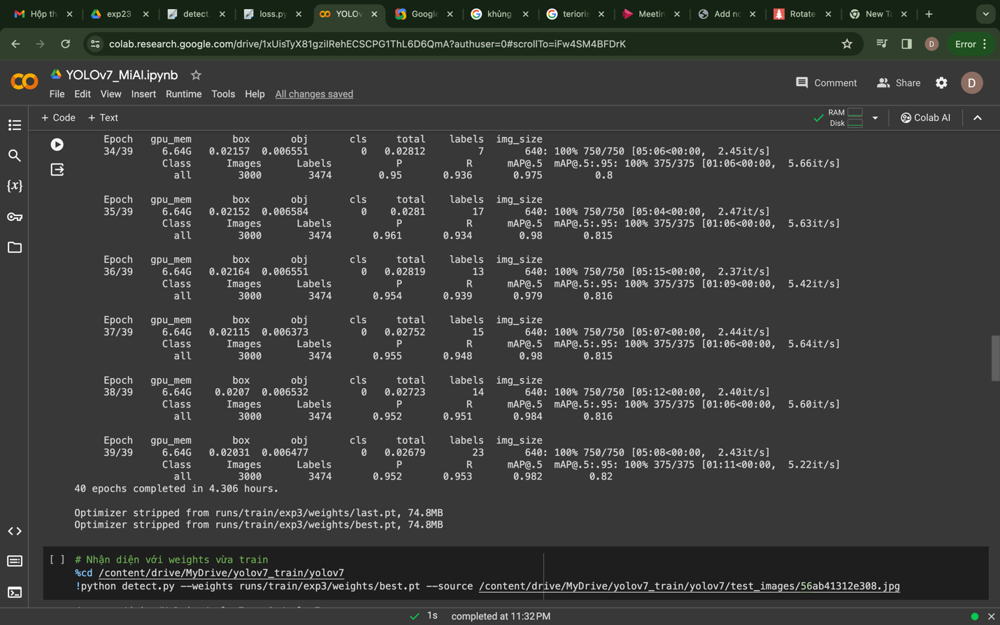 Hộp th
exp23
detect.
loss.py
YOLOv
Google
khùng
terioris
Meetin
Add no
Rotate
New Ta
colab.research.google.com/drive/1xUisTyX81gzilRehECSCPG1ThL6D6QmA?authuser=0#scrollTo=iFw4SM4BFDrK
D
Error
YOLOv7_MiAI.ipynb
File Edit View Insert Runtime Tools Help All changes saved
Comment
Share
D
+ Code + Text
RAM
Disk
Colab AI
Epoch gpu_mem box obj cls total labels img_size
34/39 6.64G 0.02157 0.006551 0 0.02812 7 640: 100% 750/750 [05:06<00:00, 2.45it/s]
Class Images Labels P R mAP@.5 mAP@.5:.95: 100% 375/375 [01:06<00:00, 5.66it/s]
all 3000 3474 0.95 0.936 0.975 0.8
Epoch gpu_mem box obj cls total labels img_size
35/39 6.64G 0.02152 0.006584 0 0.0281 17 640: 100% 750/750 [05:04<00:00, 2.47it/s]
Class Images Labels P R mAP@.5 mAP@.5:.95: 100% 375/375 [01:06<00:00, 5.63it/s]
all 3000 3474 0.961 0.934 0.98 0.815
Epoch gpu_mem box obj cls total labels img_size
36/39 6.64G 0.02164 0.006551 0 0.02819 13 640: 100% 750/750 [05:15<00:00, 2.37it/s]
Class Images Labels P R mAP@.5 mAP@.5:.95: 100% 375/375 [01:09<00:00, 5.42it/s]
all 3000 3474 0.954 0.939 0.979 0.816
Epoch gpu_mem box obj cls total labels img_size
37/39 6.64G 0.02115 0.006373 0 0.02752 15 640: 100% 750/750 [05:07<00:00, 2.44it/s]
Class Images Labels P R mAP@.5 mAP@.5:.95: 100% 375/375 [01:06<00:00, 5.64it/s]
all 3000 3474 0.955 0.948 0.98 0.815
Epoch gpu_mem box obj cls total labels img_size
38/39 6.64G 0.0207 0.006532 0 0.02723 14 640: 100% 750/750 [05:12<00:00, 2.40it/s]
Class Images Labels P R mAP@.5 mAP@.5:.95: 100% 375/375 [01:06<00:00, 5.60it/s]
all 3000 3474 0.952 0.951 0.984 0.816
Epoch gpu_mem box obj cls total labels img_size
39/39 6.64G 0.02031 0.006477 0 0.02679 23 640: 100% 750/750 [05:08<00:00, 2.43it/s]
Class Images Labels P R mAP@.5 mAP@.5:.95: 100% 375/375 [01:11<00:00, 5.22it/s]
all 3000 3474 0.952 0.953 0.982 0.82
40 epochs completed in 4.306 hours.
Optimizer stripped from runs/train/exp3/weights/last.pt, 74.8MB
Optimizer stripped from runs/train/exp3/weights/best.pt, 74.8MB
[ ] # Nhận diện với weights vừa train
%cd /content/drive/MyDrive/yolov7_train/yolov7
!python detect.py --weights runs/train/exp3/weights/best.pt --source /content/drive/MyDrive/yolov7_train/yolov7/test_images/56ab41312e308.jpg
1s completed at 11:32 PM